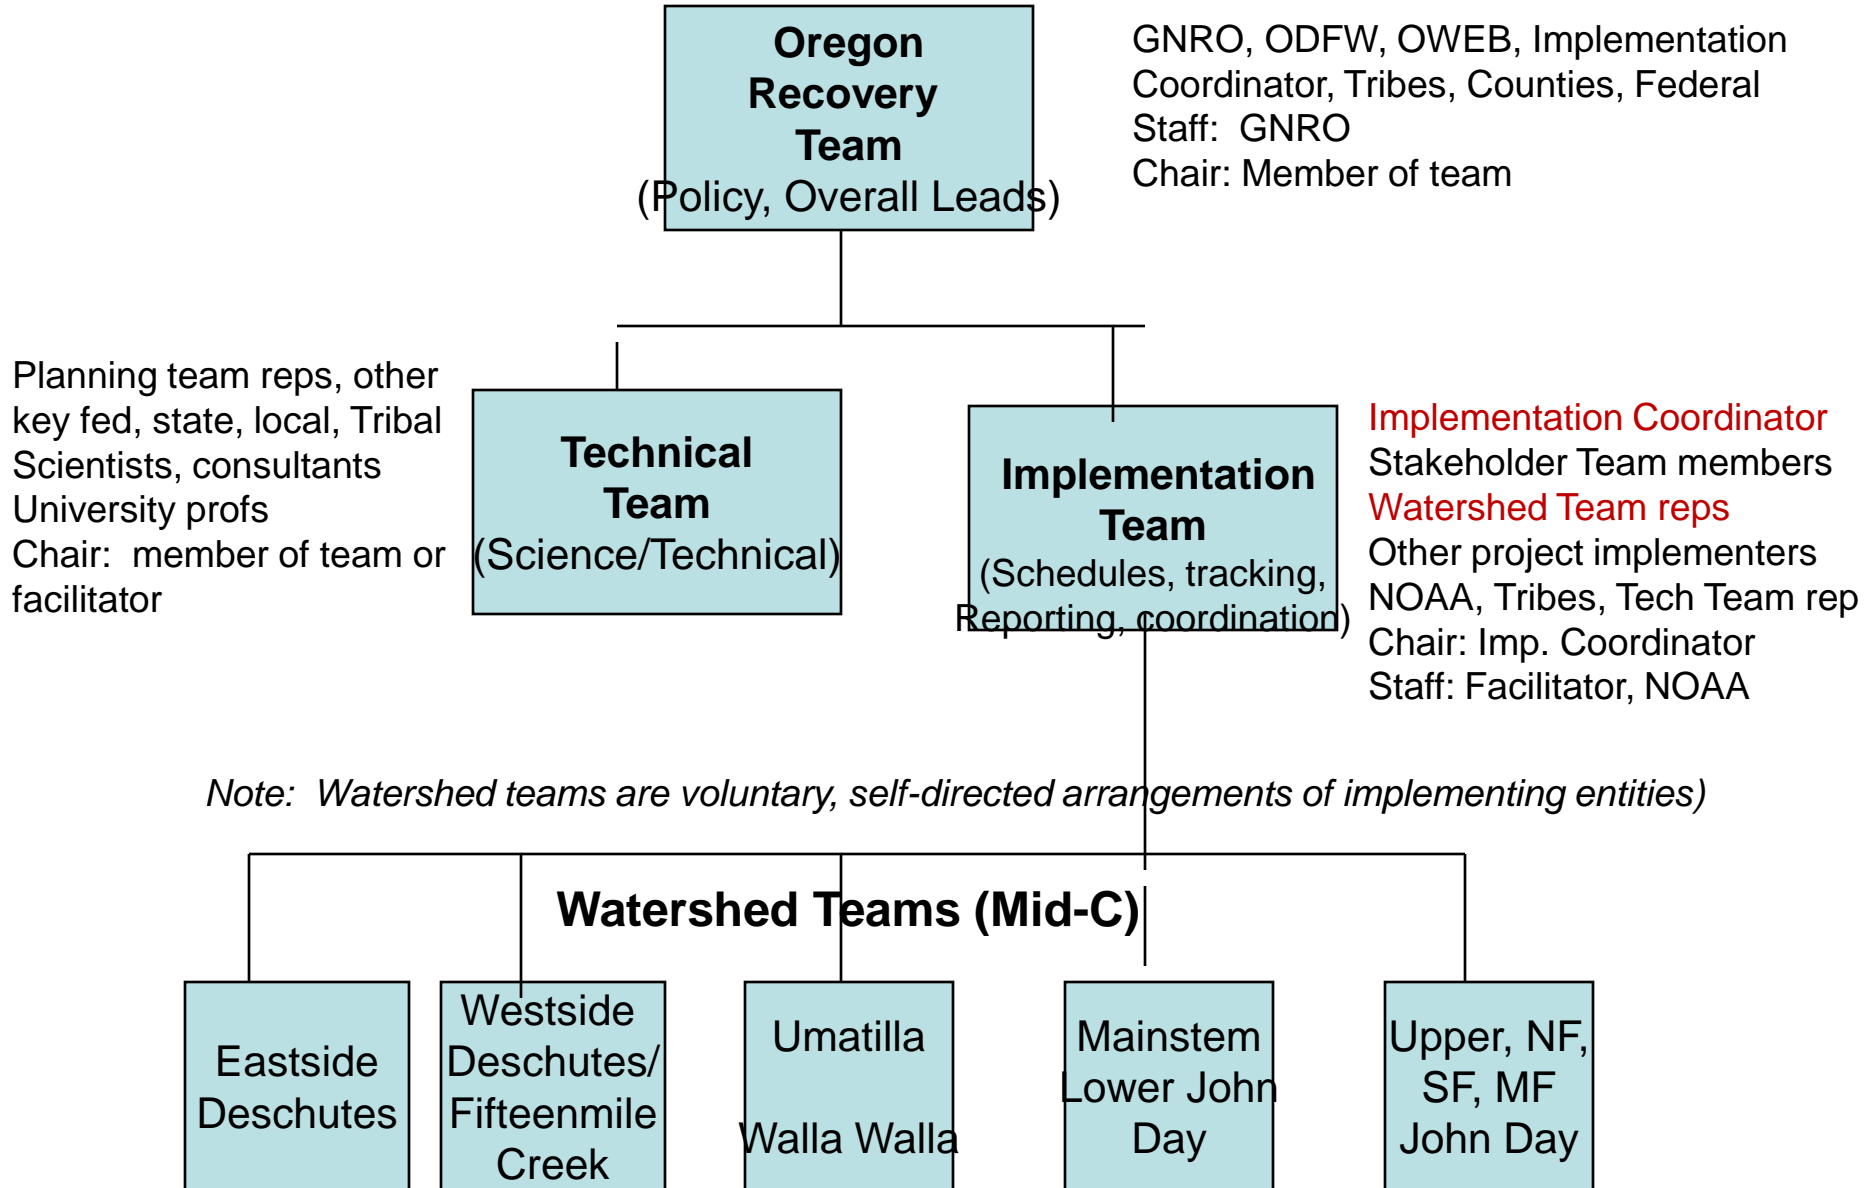 Oregon
Recovery
Team
(Policy, Overall Leads)
GNRO, ODFW, OWEB, Implementation
Coordinator, Tribes, Counties, Federal
Staff:  GNRO
Chair: Member of team
Planning team reps, other
key fed, state, local, Tribal
Scientists, consultants
University profs
Chair:  member of team or
facilitator
Technical
Team
(Science/Technical)
Implementation
Team
(Schedules, tracking,
Reporting, coordination)
Implementation Coordinator
Stakeholder Team members
Watershed Team reps
Other project implementers
NOAA, Tribes, Tech Team rep
Chair: Imp. Coordinator
Staff: Facilitator, NOAA
Note:  Watershed teams are voluntary, self-directed arrangements of implementing entities)
Watershed Teams (Mid-C)
Eastside
Deschutes
Westside
Deschutes/
Fifteenmile
Creek
Umatilla
Walla Walla
Mainstem
Lower John
Day
Upper, NF,
SF, MF
John Day